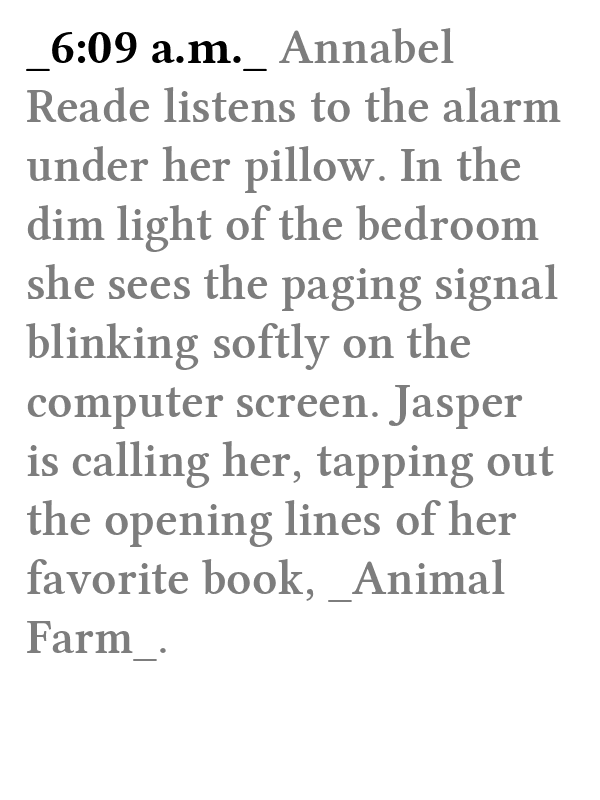 _6:09 a.m._ Annabel
Reade listens to the alarm
under her pillow. In the
dim light of the bedroom
she sees the paging signal
blinking softly on the
computer screen. Jasper
is calling her, tapping out
the opening lines of her
favorite book, _Animal
Farm_.